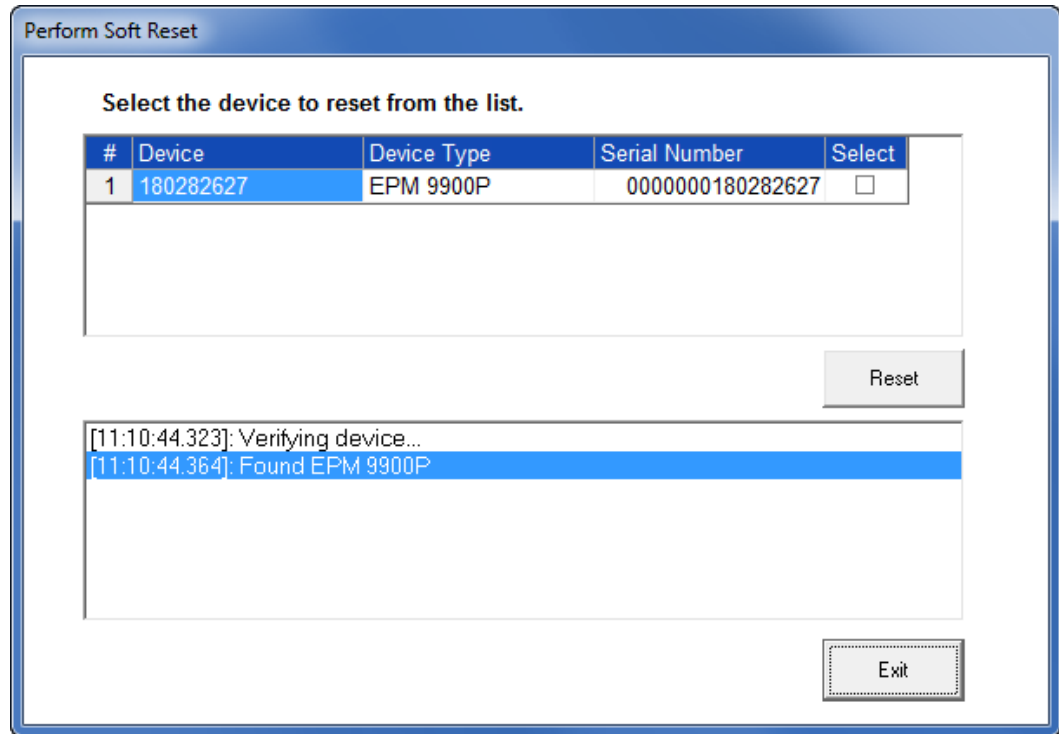 Perform Soft Reset
Select the device to reset from the list.
# Device Device Type Serial Number Select
1 180282627 EPM 9900P 0000000180282627
Reset
[11:10:44.323]: Verifying device...
[11:10:44.364]: Found EPM 9900P
Exit